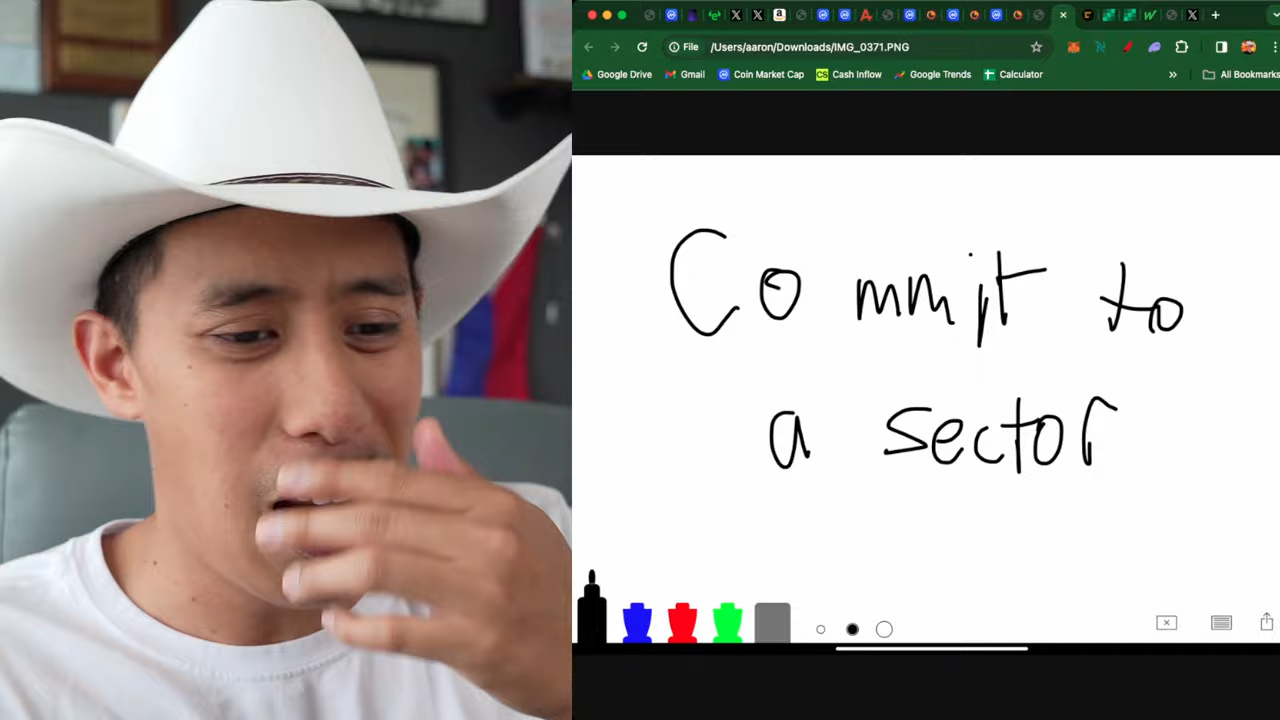 File
/Users/aaron/Downloads/IMG_0371.PNG
Google Drive
Gmail
Coin Market Cap
CS Cash Inflow
Google Trends
Calculator
»
All Bookmarks
Commit to
a sector